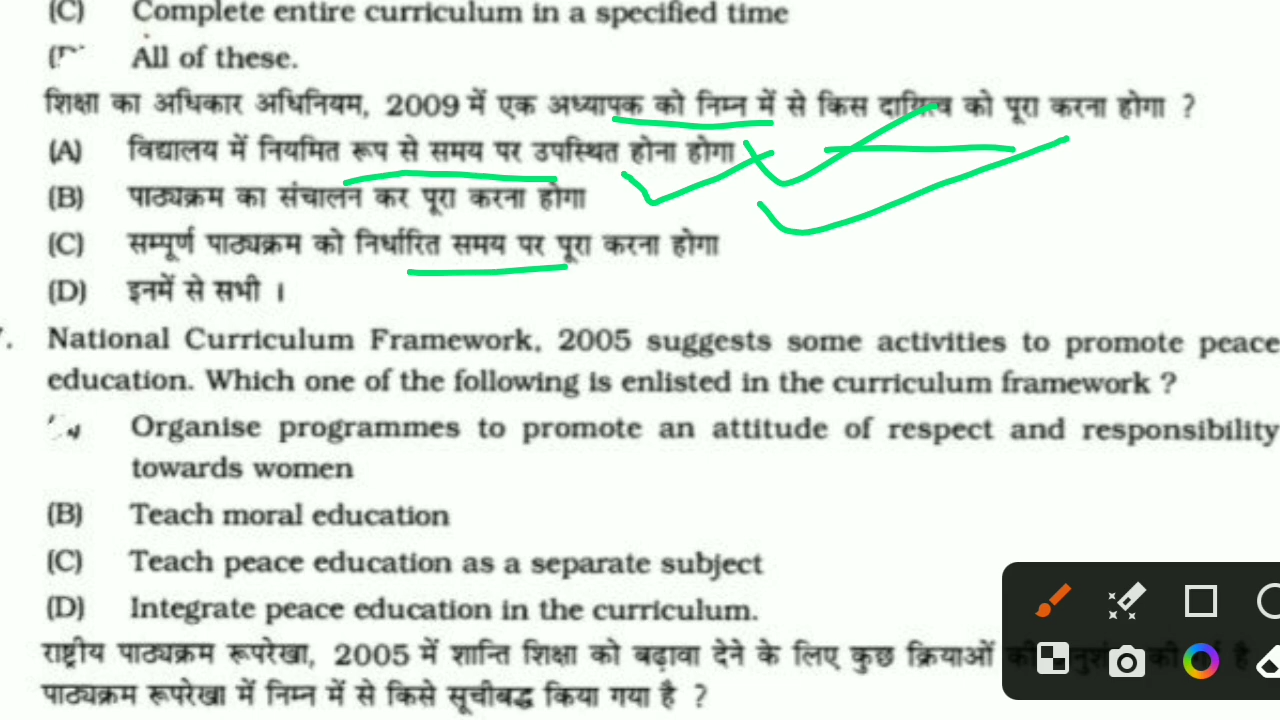 (C) Complete entire curriculum in a specified time
All of these.
शिक्षा का अधिकार अधिनियम, 2009 में एक अध्यापक को निम्न में से किस दायित्व को पूरा करना होगा ?
(A) विद्यालय में नियमित रूप से समय पर उपस्थित होना होगा
(B) पाठ्यक्रम का संचालन कर पूरा करना होगा
(C) सम्पूर्ण पाठ्यक्रम को निर्धारित समय पर पूरा करना होगा
(D) इनमें से सभी ।
National Curriculum Framework, 2005 suggests some activities to promote peace
education. Which one of the following is enlisted in the curriculum framework ?
Organise programmes to promote an attitude of respect and responsibility
towards women
(B) Teach moral education
(C) Teach peace education as a separate subject
(D) Integrate peace education in the curriculum.
राष्ट्रीय पाठ्यक्रम रूपरेखा, 2005 में शान्ति शिक्षा को बढ़ावा देने के लिए कुछ क्रियाओं
पाठ्यक्रम रूपरेखा में निम्न में से किसे सूचीबद्ध किया गया है ?